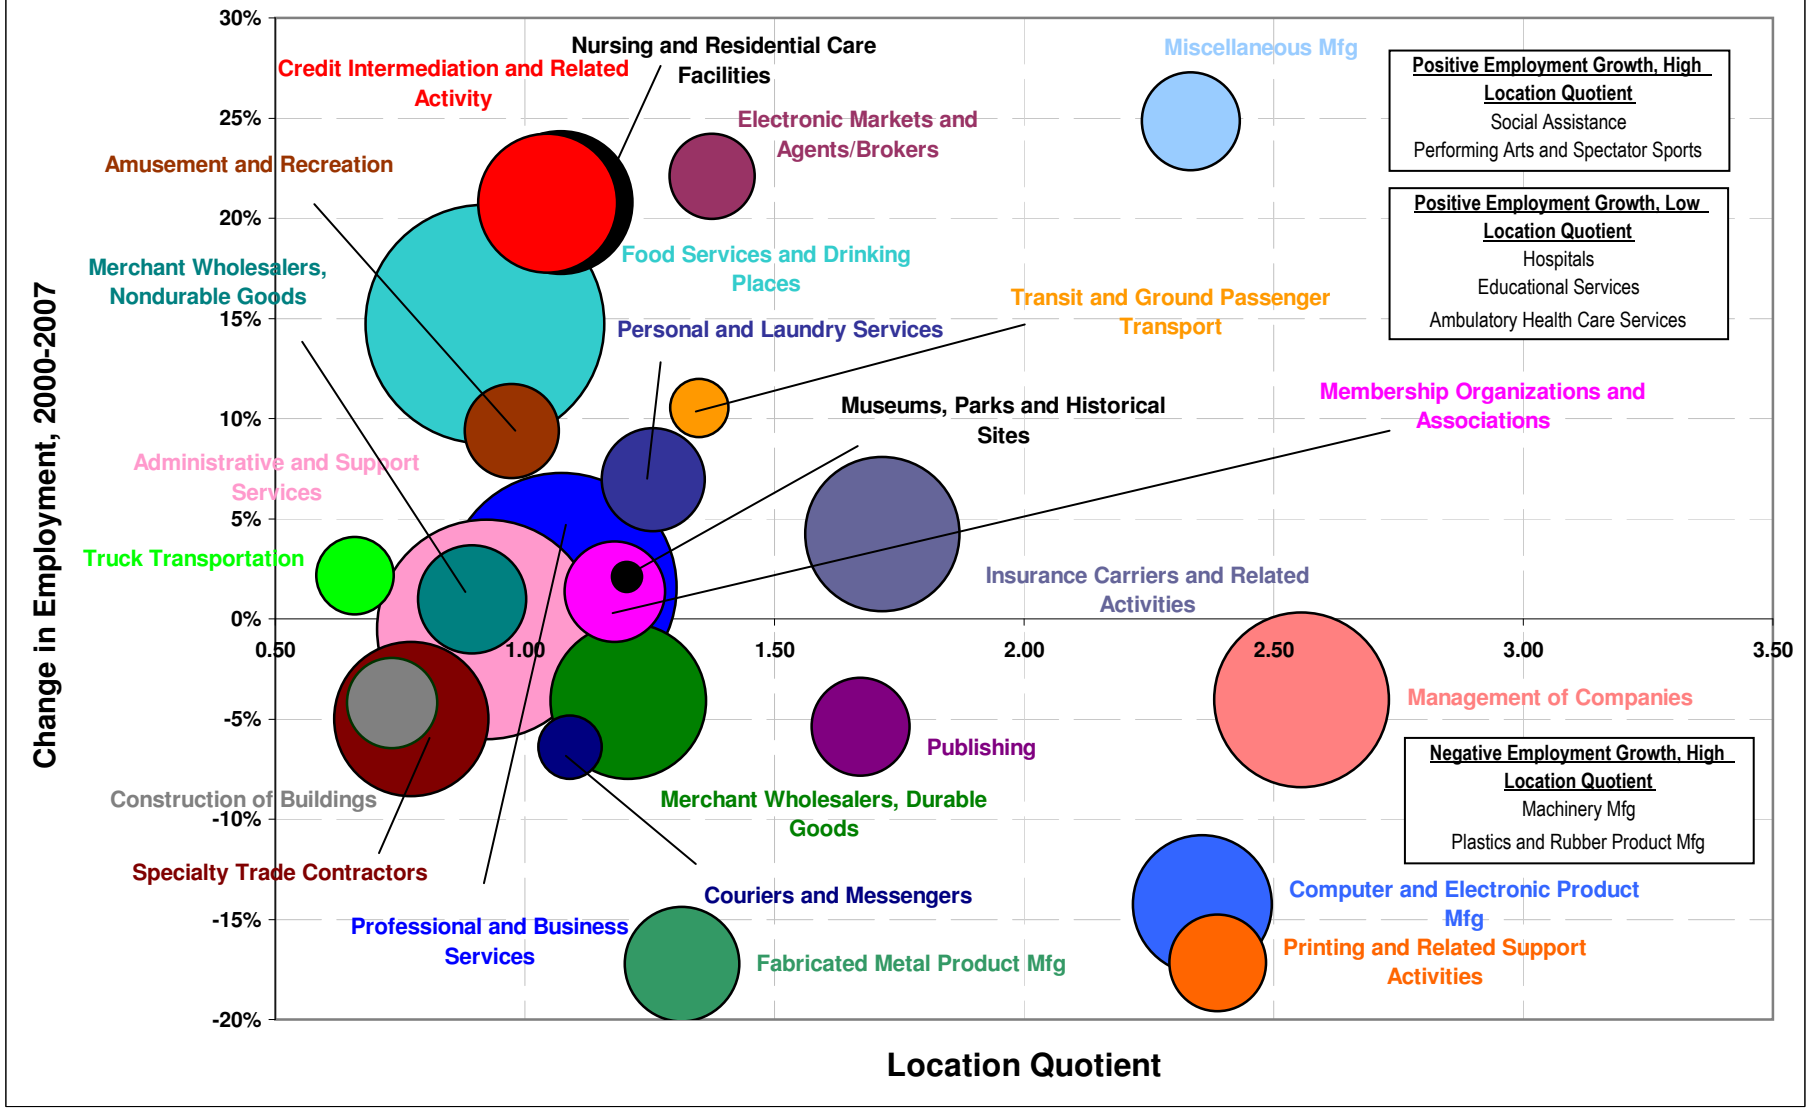 30%
Nursing and Residential Care
Facilities
Miscellaneous Mfg
Credit Intermediation and Related
Activity
Positive Employment Growth, High
Location Quotient
Social Assistance
Performing Arts and Spectator Sports
25%
Electronic Markets and
Agents/Brokers
Amusement and Recreation
20%
Positive Employment Growth, Low
Location Quotient
Hospitals
Educational Services
Ambulatory Health Care Services
Food Services and Drinking
Places
Merchant Wholesalers,
Nondurable Goods
Transit and Ground Passenger
Transport
15%
Personal and Laundry Services
Membership Organizations and
Associations
Museums, Parks and Historical
Sites
10%
Administrative and Support
Services
5%
Truck Transportation
Insurance Carriers and Related
Activities
0%
0.50
1.00
1.50
2.00
2.50
3.00
3.50
Change in Employment, 2000-2007
Management of Companies
-5%
Publishing
Negative Employment Growth, High
Location Quotient
Machinery Mfg
Plastics and Rubber Product Mfg
Construction of Buildings
Merchant Wholesalers, Durable
Goods
-10%
Specialty Trade Contractors
Couriers and Messengers
Computer and Electronic Product
Mfg
-15%
Professional and Business
Services
Printing and Related Support
Activities
Fabricated Metal Product Mfg
-20%
Location Quotient